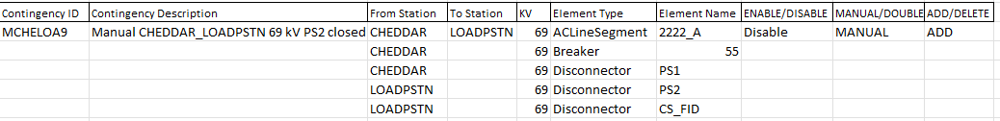 Contingency ID Contingency Description From Station To Station KV Element Type Element Name ENABLE/DISABLE MANUAL/DOUBLE ADD/DELETE
MCHELOA9 Manual CHEDDAR_LOADPSTN 69 kV PS2 closed CHEDDAR LOADPSTN 69 ACLineSegment 2222_A Disable MANUAL ADD
CHEDDAR 69 Breaker 55
CHEDDAR 69 Disconnector PS1
LOADPSTN 69 Disconnector PS2
LOADPSTN 69 Disconnector CS_FID